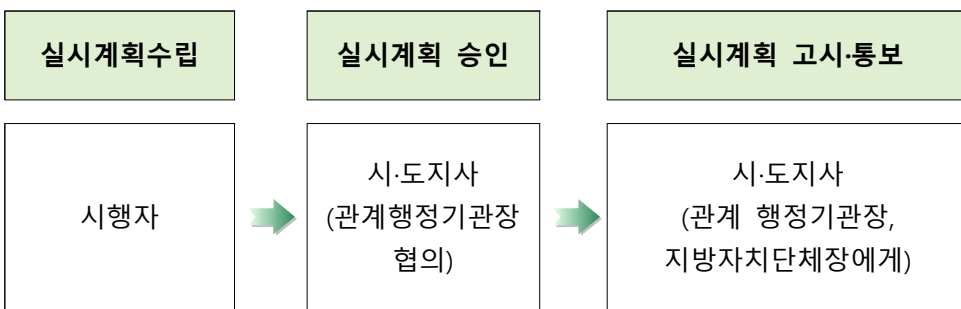 실시계획수립
실시계획 승인
실시계획 고시·통보
시행자
시·도지사
(관계행정기관장
협의)
시·도지사
(관계 행정기관장,
지방자치단체장에게)